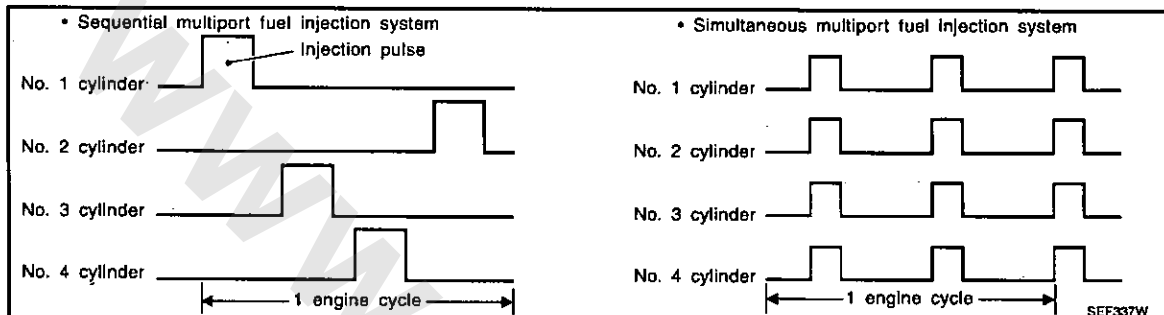 • Sequential multiport fuel injection system
Injection pulse
No. 1 cylinder
No. 2 cylinder
No. 3 cylinder
No. 4 cylinder
1 engine cycle
• Simultaneous multiport fuel injection system
No. 1 cylinder
No. 2 cylinder
No. 3 cylinder
No. 4 cylinder
1 engine cycle
SEF337W
www